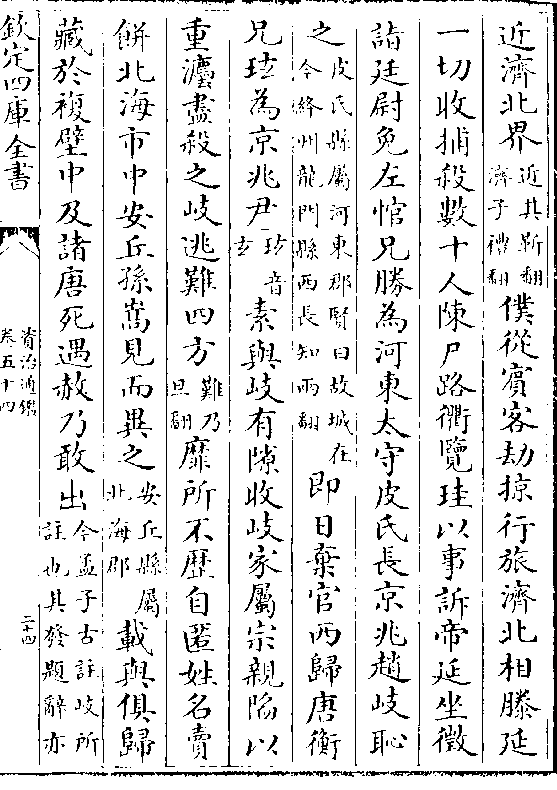 近濟北界近其靳翻濟子禮翻僕從賓客劫掠行旅濟北相滕延
一切收捕殺數十人陳尸路衢覽珪以事訴帝延坐徵
詣廷尉免左悺兄勝為河東太守皮氏長京兆趙岐恥
之皮氏縣屬河東郡賢曰故城在今絳州龍門縣西長知兩翻即日棄官西歸唐衡
兄玹為京兆尹玹音玄素與岐有隙收岐家屬宗親陷以
重灋盡殺之岐逃難四方難乃旦翻靡所不歷自匿姓名賣
餅北海市中安丘孫嵩見而異之安丘縣屬北海郡載與俱歸
藏於複壁中及諸唐死遇赦乃敢出今孟子古註岐所註也其發題辭亦
欽定四庫全書
資治通鑑
卷五十四
二十四